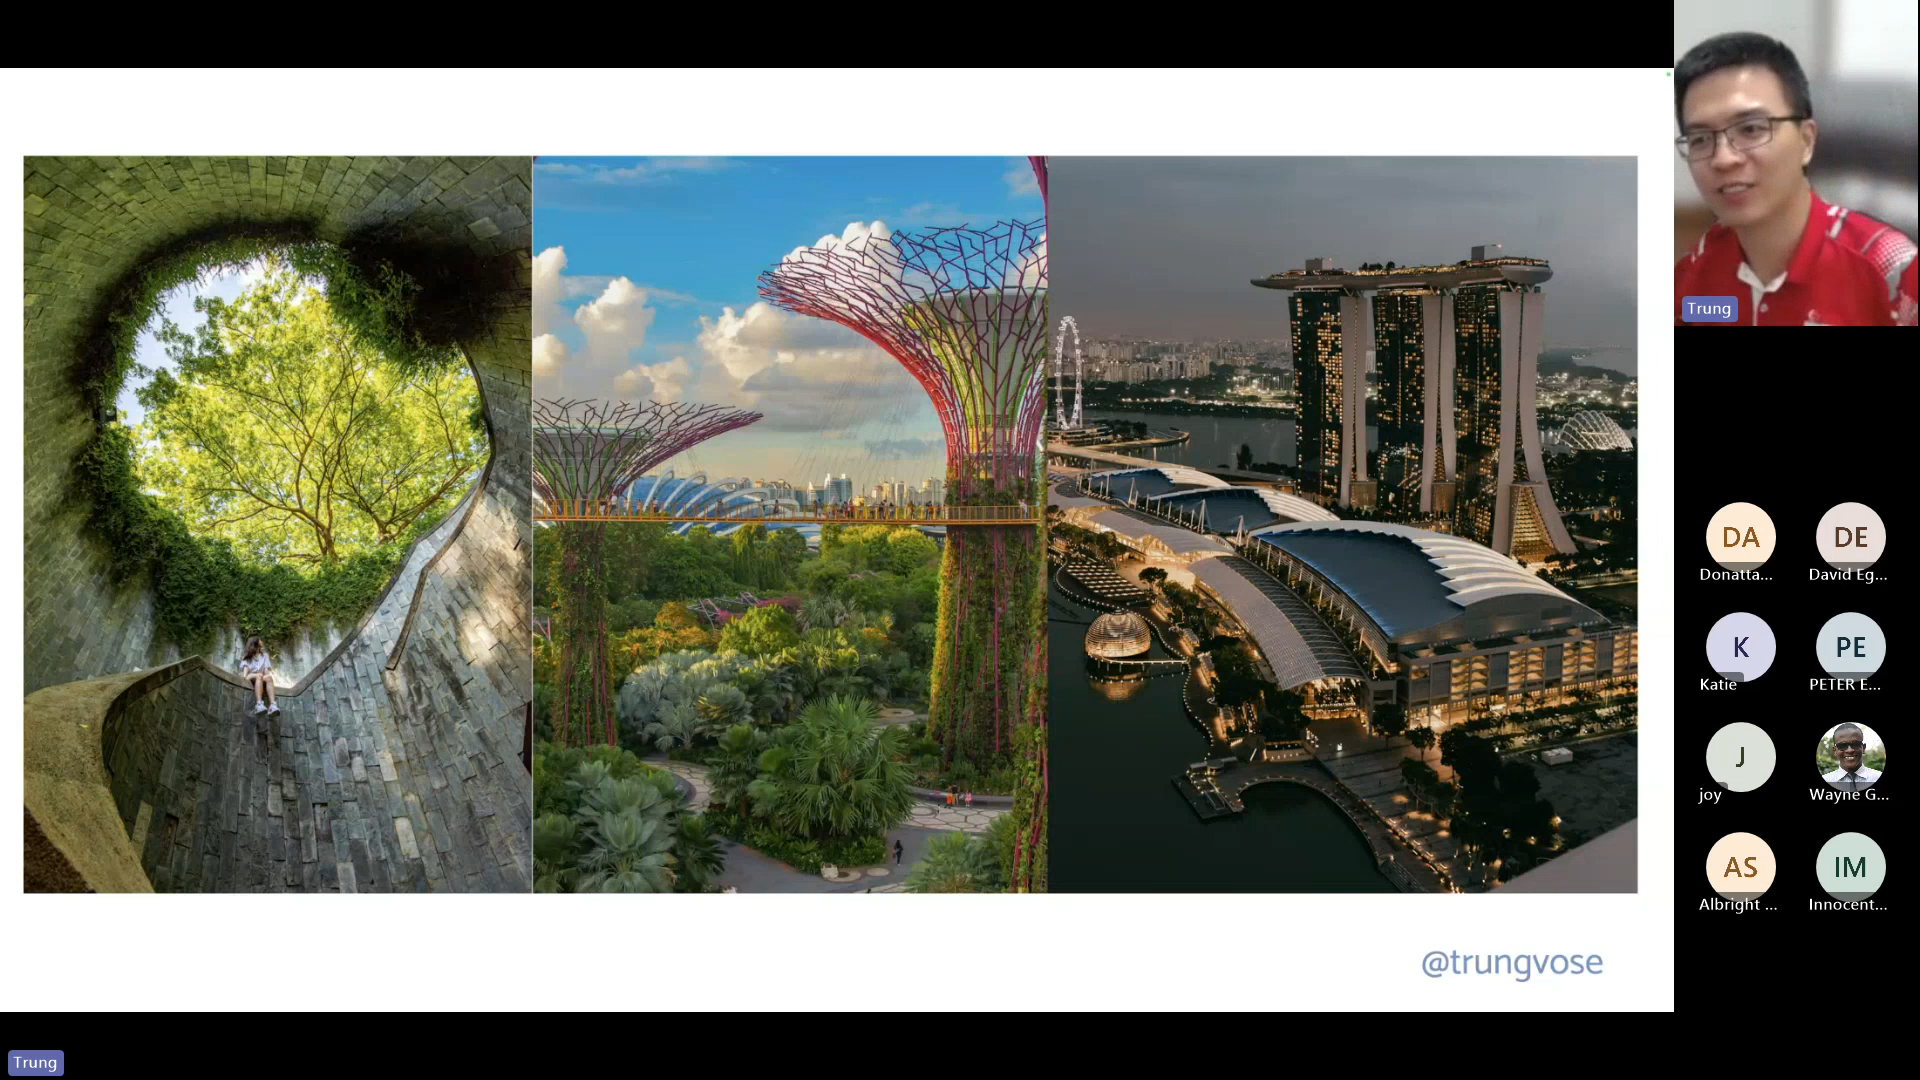 Trung
@trungvose
DA
Donatta...
DE
David Eg...
K
Katie
PE
PETER E...
J
joy
Wayne G...
AS
Albright ...
IM
Innocent...
Trung